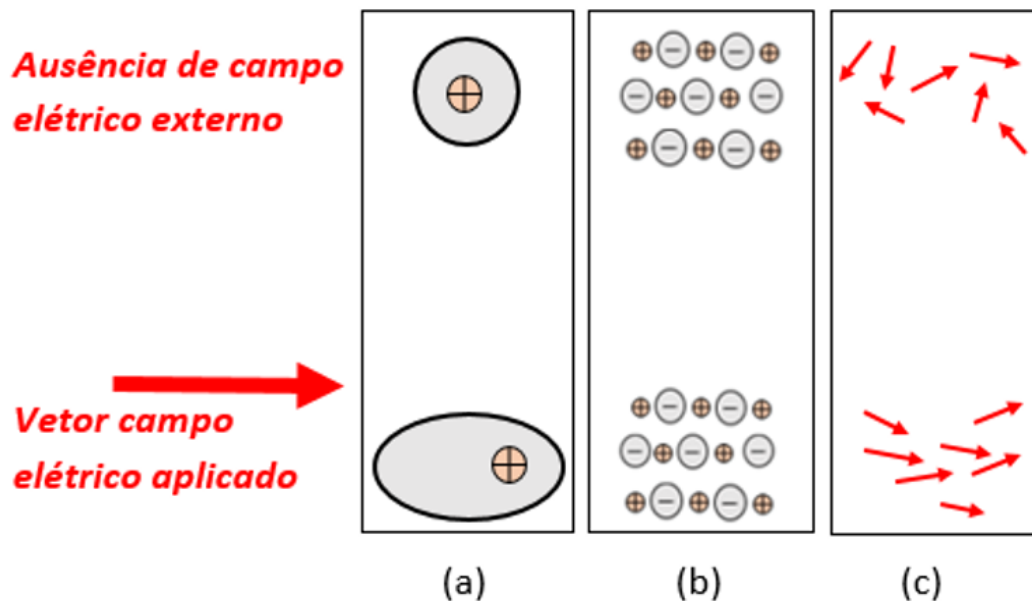 Ausência de campo
elétrico externo
Vetor campo
elétrico aplicado
(a)
(b)
(c)